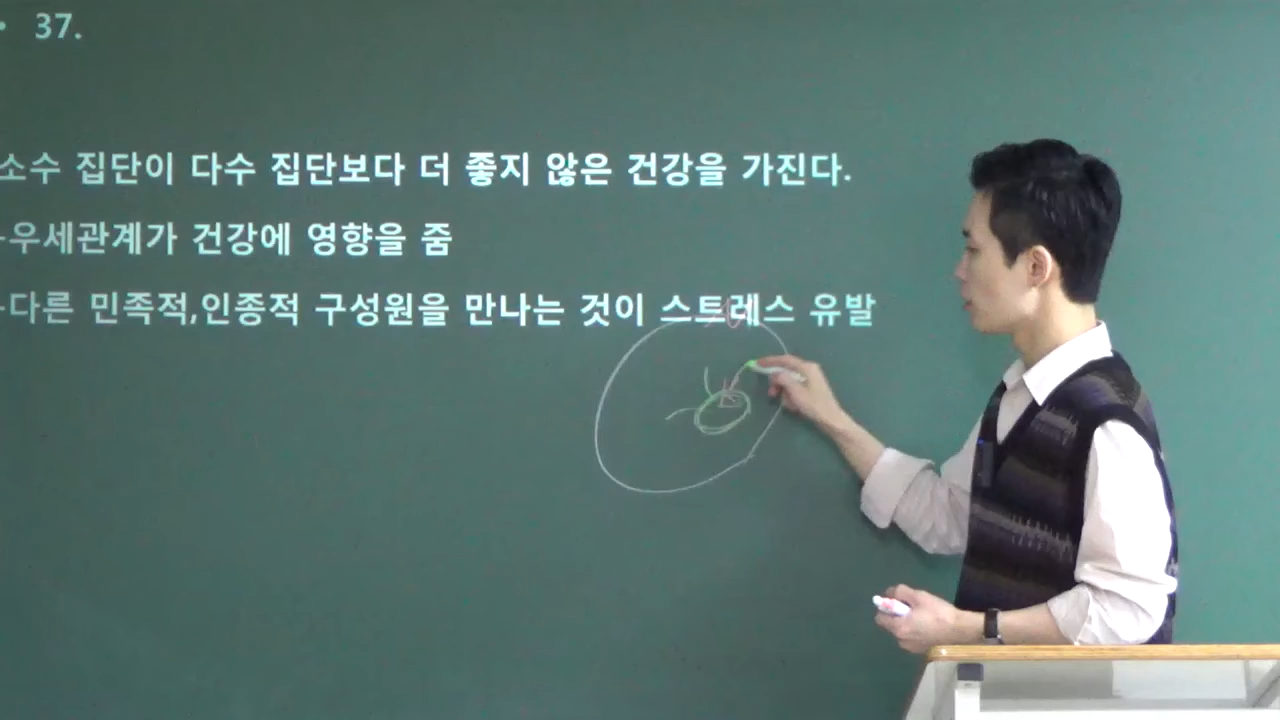 • 37.
소수 집단이 다수 집단보다 더 좋지 않은 건강을 가진다.
-우세관계가 건강에 영향을 줌
-다른 민족적,인종적 구성원을 만나는 것이 스트레스 유발